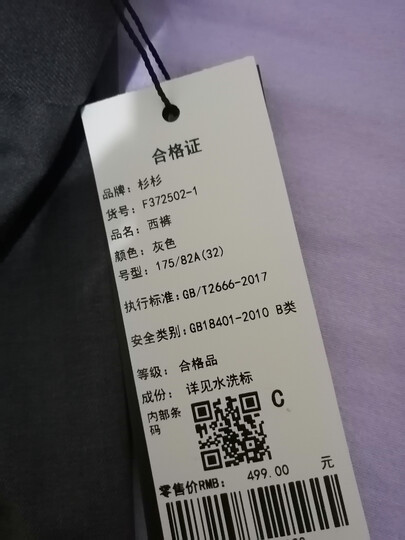 合格证
品牌: 杉杉
货号: F372502-1
品名: 西裤
颜色: 灰色
号型: 175/82A(32)
执行标准:GB/T2666-2017
安全类别:GB18401-2010 B类
等级: 合格品
成份: 详见水洗标
内部条码
C
零售价RMB: 499.00 元